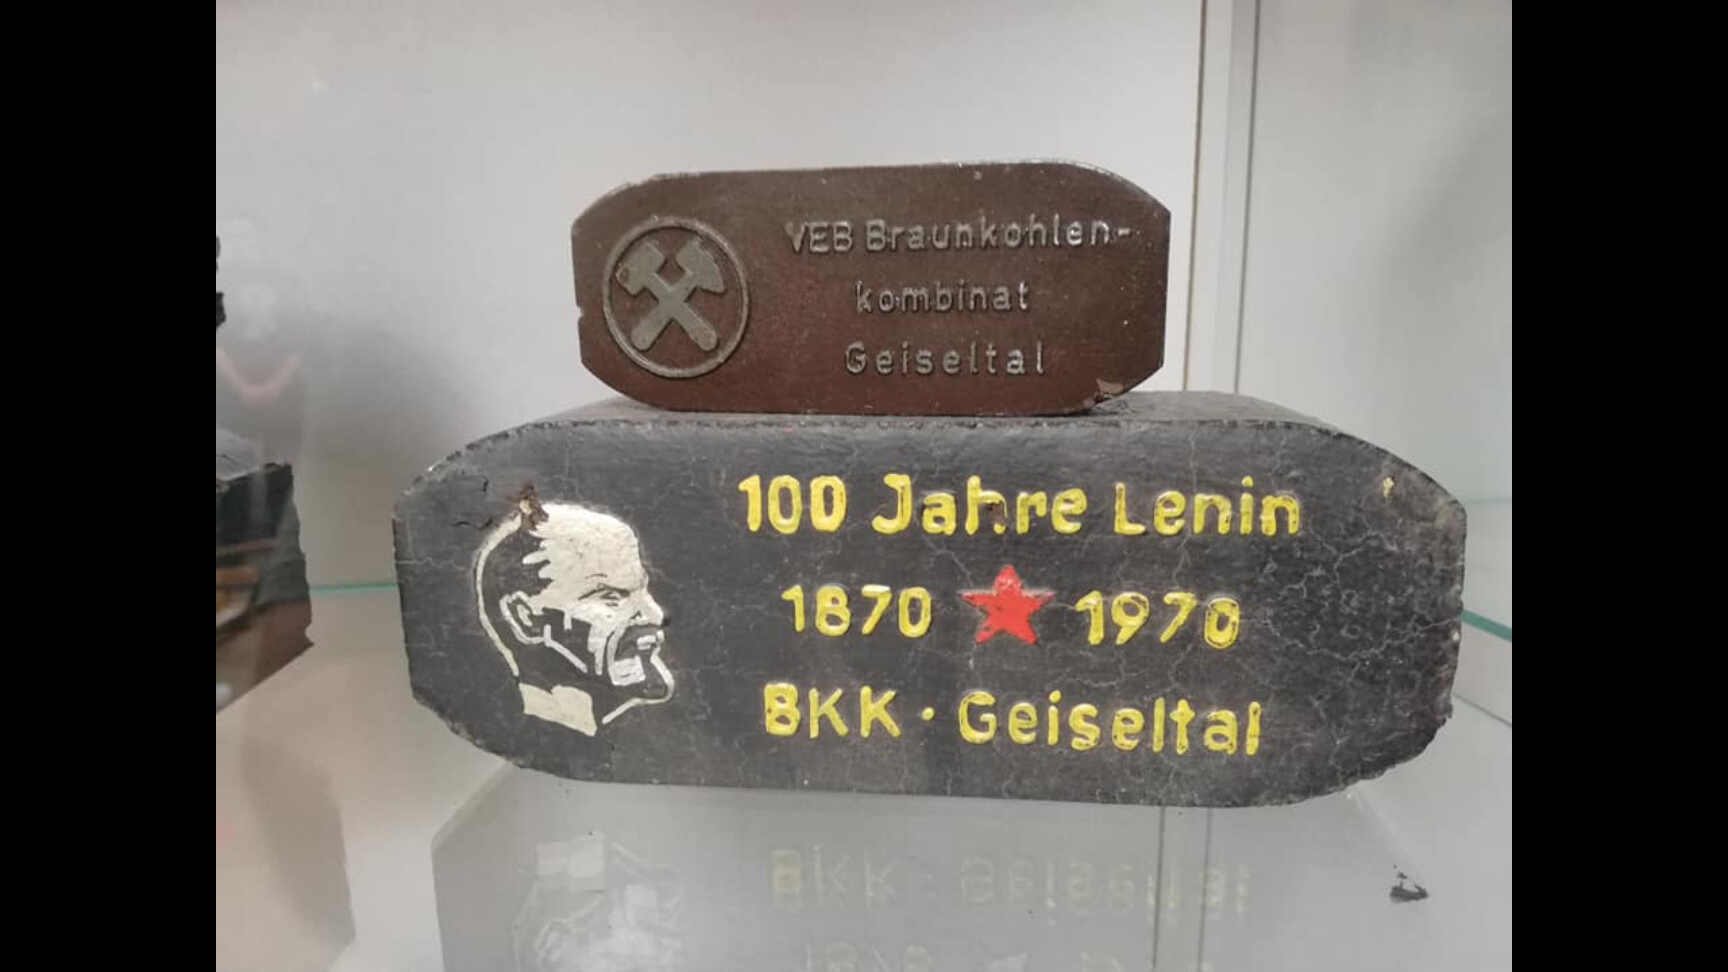 VEB Braunkohlen-
kombinat
Geiseltal
100 Jahre Lenin
1870 ★ 1970
BKK · Geiseltal